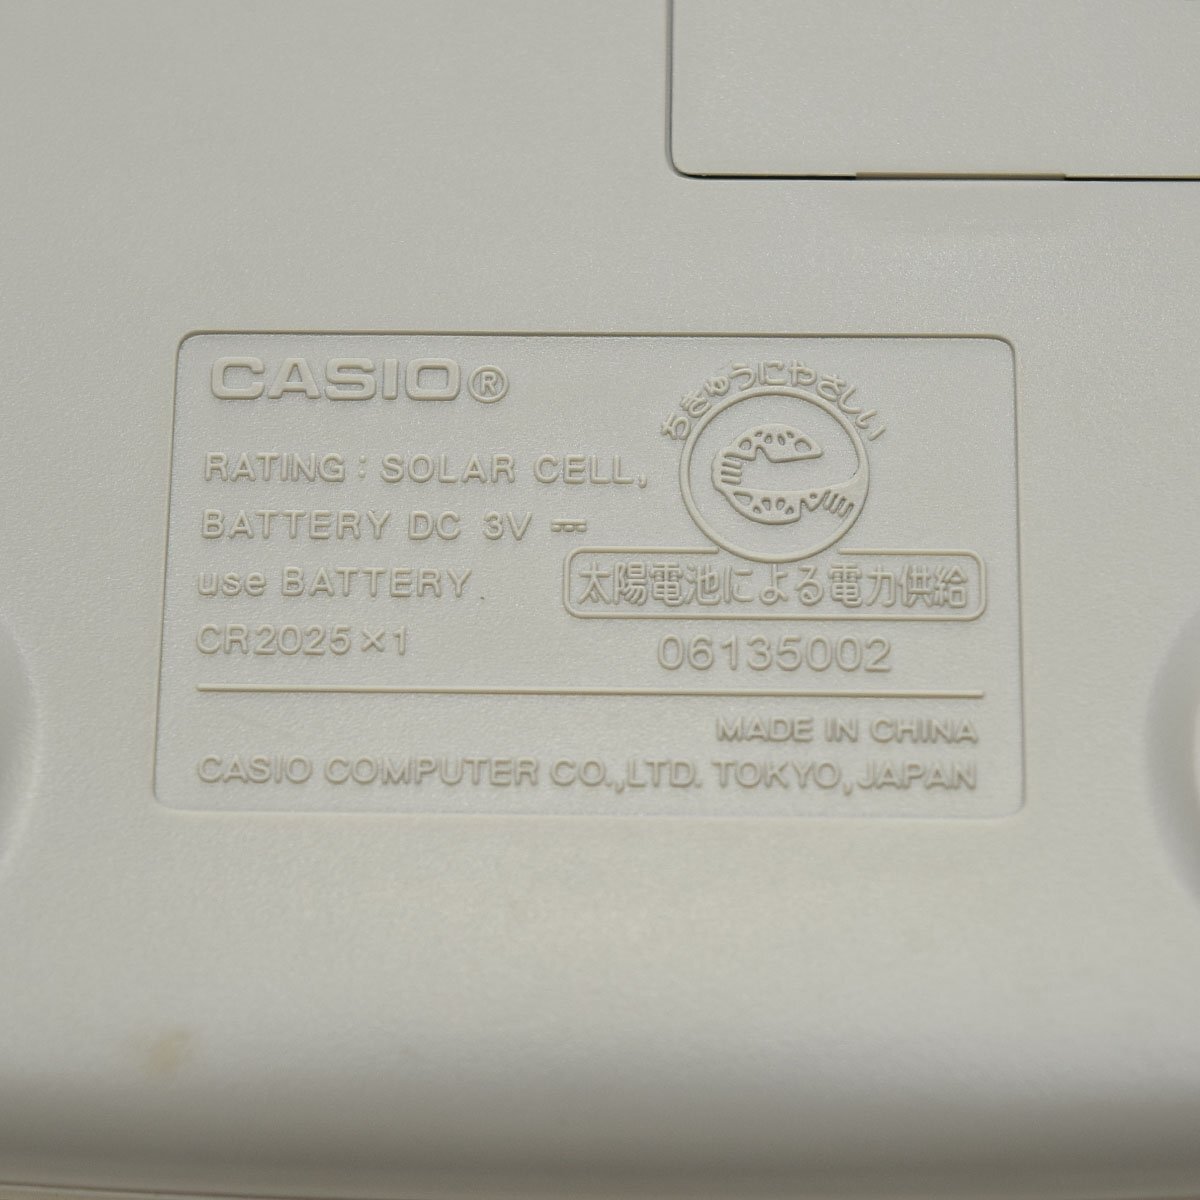 CASIO®
ちきゅうにやさしい
RATING : SOLAR CELL,
BATTERY DC 3V ⎓
use BATTERY
太陽電池による電力供給
CR2025×1
06135002
MADE IN CHINA
CASIO COMPUTER CO.,LTD. TOKYO, JAPAN